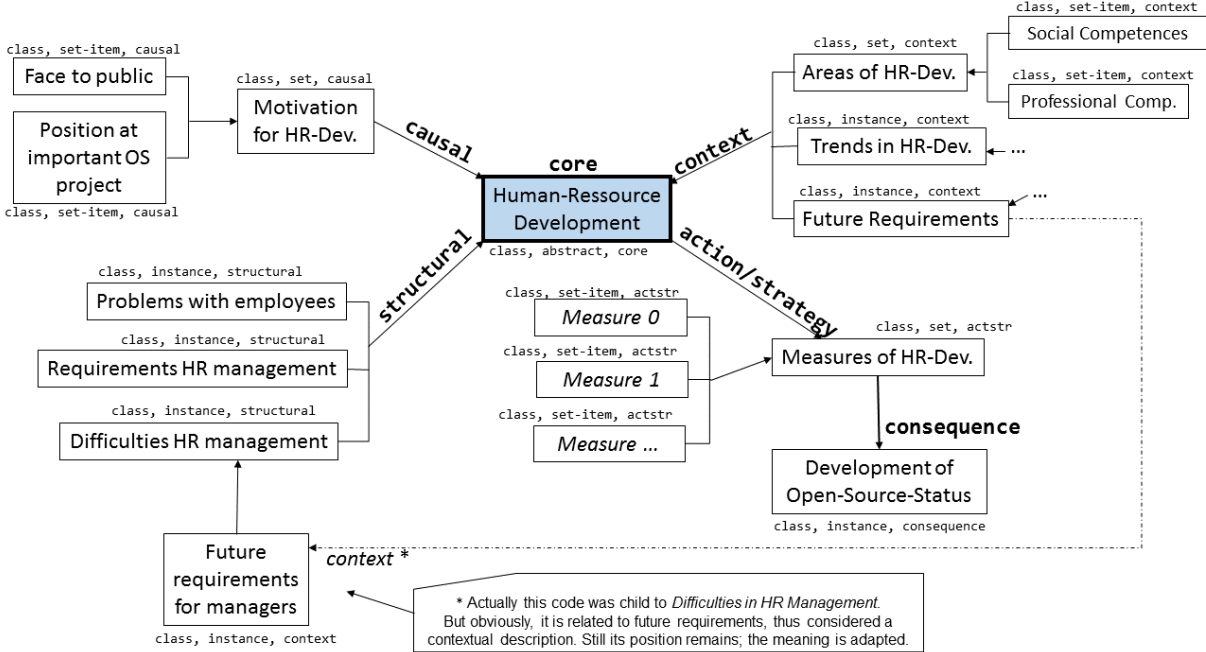 class, set-item, causal
Face to public
Position at
important OS
project
class, set-item, causal
class, set, causal
Motivation
for HR-Dev.
causal
core
Human-Ressource
Development
class, abstract, core
context
class, set, context
Areas of HR-Dev.
class, set-item, context
Social Competences
class, set-item, context
Professional Comp.
class, instance, context
Trends in HR-Dev.
...
class, instance, context
Future Requirements
...
structural
class, instance, structural
Problems with employees
class, instance, structural
Requirements HR management
class, instance, structural
Difficulties HR management
action/strategy
class, set-item, actstr
Measure 0
class, set-item, actstr
Measure 1
class, set-item, actstr
Measure ...
class, set, actstr
Measures of HR-Dev.
consequence
Development of
Open-Source-Status
class, instance, consequence
Future
requirements
for managers
class, instance, context
context *
* Actually this code was child to Difficulties in HR Management.
But obviously, it is related to future requirements, thus considered a
contextual description. Still its position remains; the meaning is adapted.